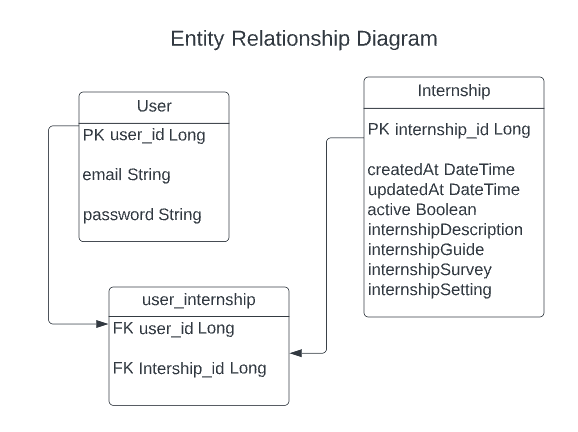 Entity Relationship Diagram
User
PK user_id Long
email String
password String
Internship
PK internship_id Long
createdAt DateTime
updatedAt DateTime
active Boolean
internshipDescription
internshipGuide
internshipSurvey
internshipSetting
user_internship
FK user_id Long
FK Intership_id Long